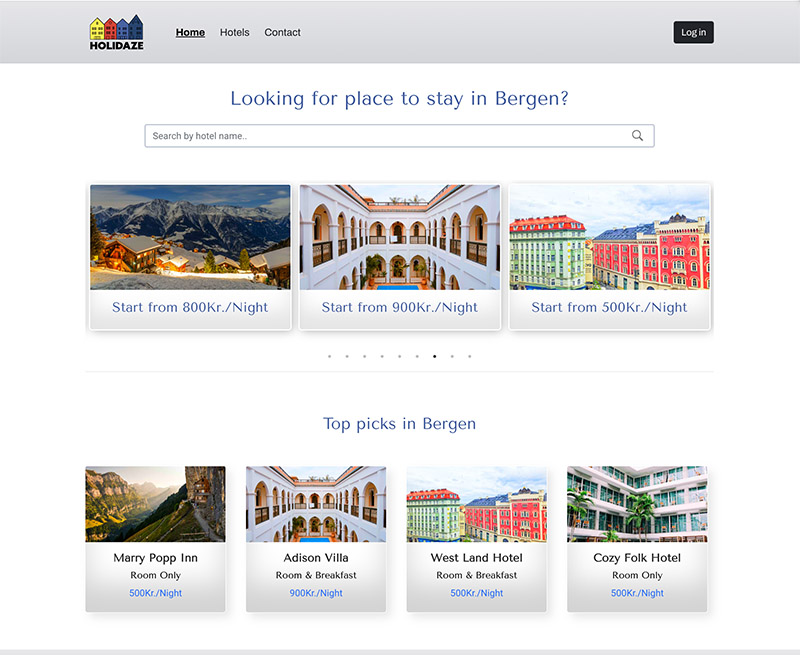 HOLIDAZE
Home Hotels Contact
Log in
Looking for place to stay in Bergen?
Search by hotel name..
Start from 800Kr./Night
Start from 900Kr./Night
Start from 500Kr./Night
Top picks in Bergen
Marry Popp Inn
Room Only
500Kr./Night
Adison Villa
Room & Breakfast
900Kr./Night
West Land Hotel
Room & Breakfast
500Kr./Night
Cozy Folk Hotel
Room Only
500Kr./Night